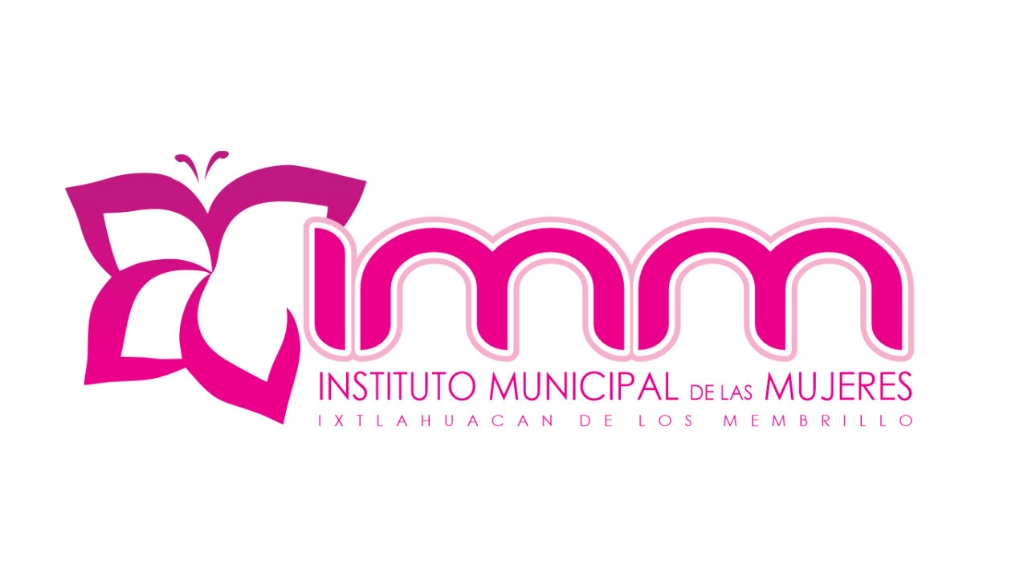 imm
INSTITUTO MUNICIPAL DE LAS MUJERES
IXTLAHUACAN DE LOS MEMBRILLO